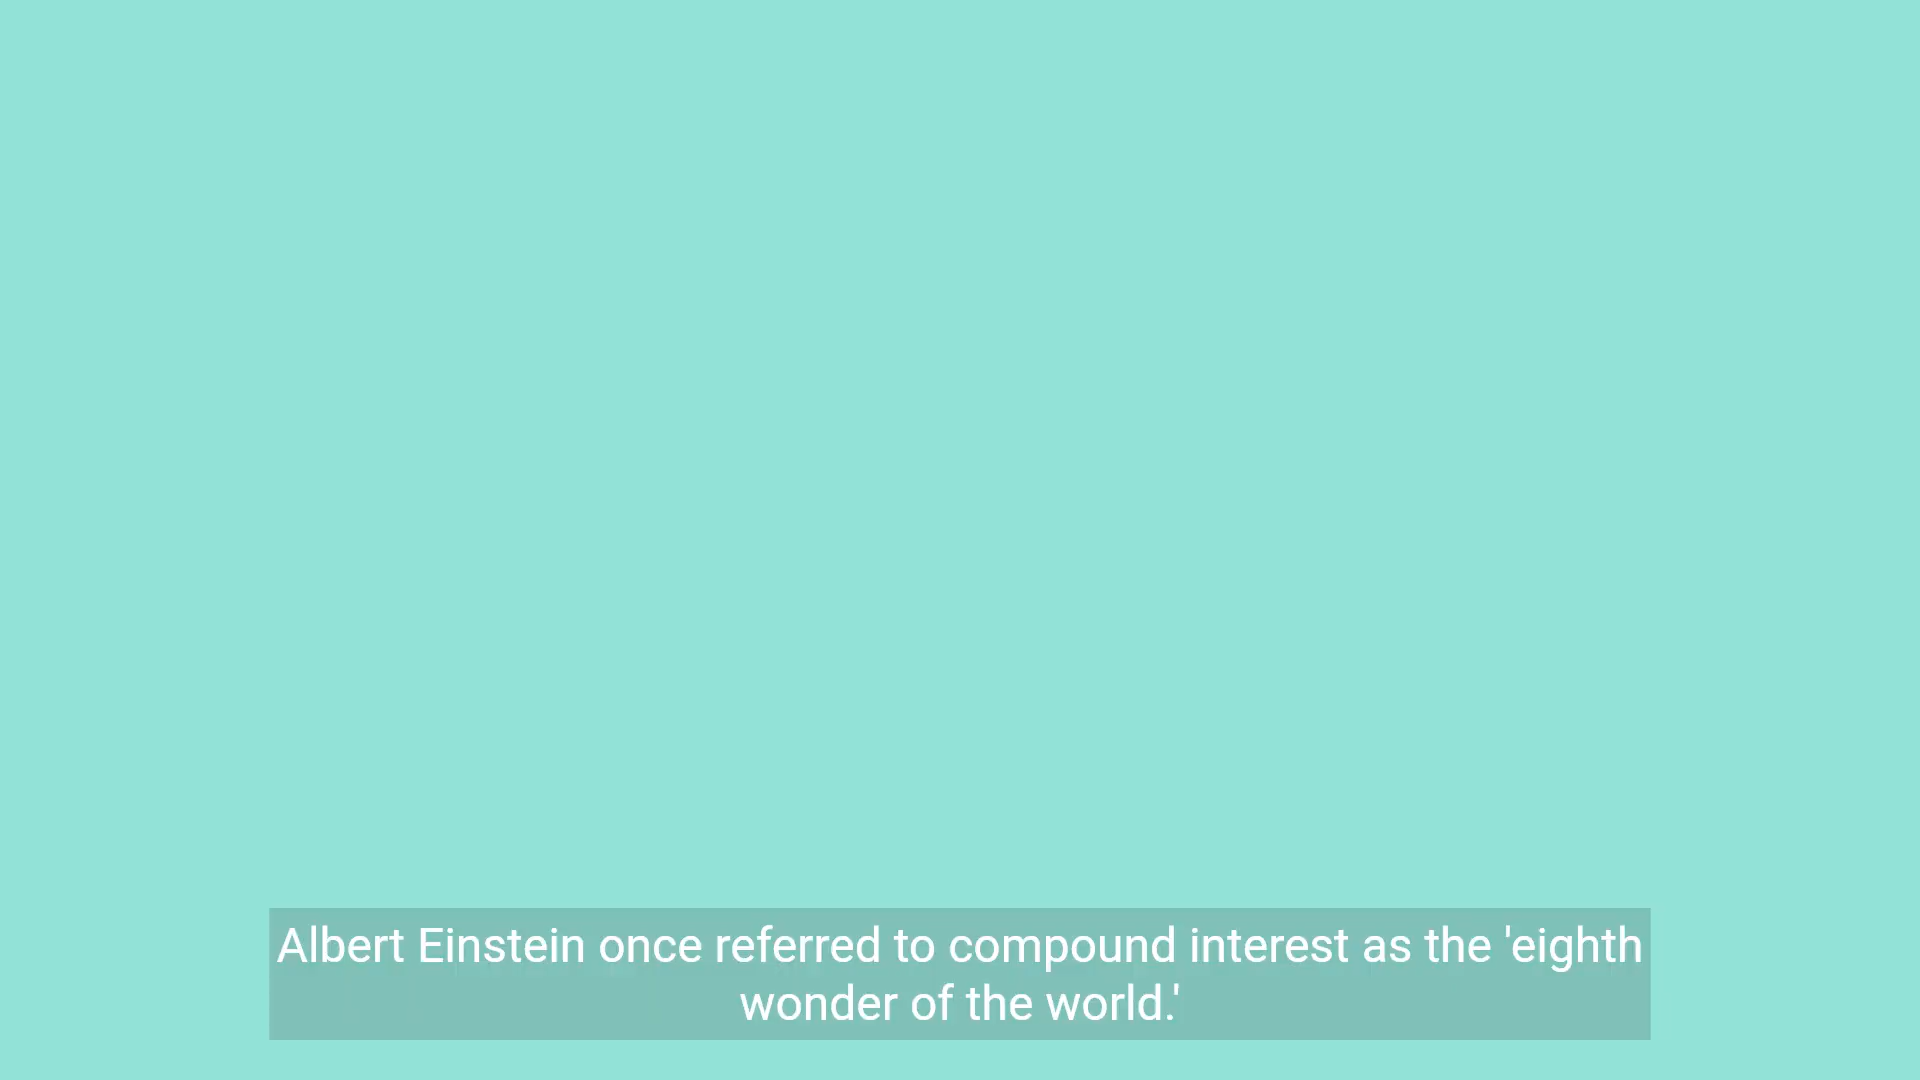 Albert Einstein once referred to compound interest as the 'eighth
wonder of the world.'